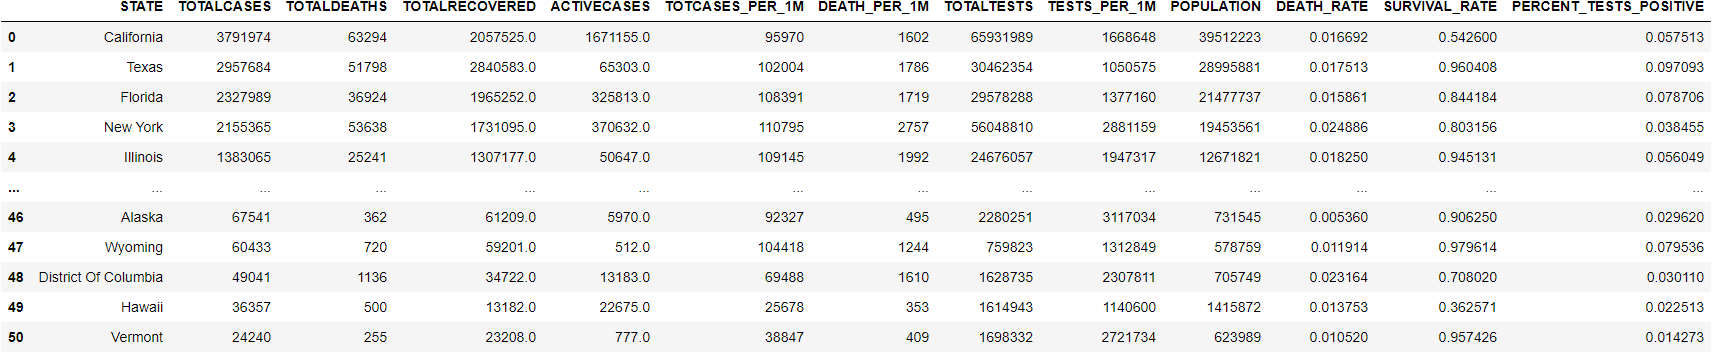 STATE TOTALCASES TOTALDEATHS TOTALRECOVERED ACTIVECASES TOTCASES_PER_1M DEATH_PER_1M TOTALTESTS TESTS_PER_1M POPULATION DEATH_RATE SURVIVAL_RATE PERCENT_TESTS_POSITIVE
0 California 3791974 63294 2057525.0 1671155.0 95970 1602 65931989 1668648 39512223 0.016692 0.542600 0.057513
1 Texas 2957684 51798 2840583.0 65303.0 102004 1786 30462354 1050575 28995881 0.017513 0.960408 0.097093
2 Florida 2327989 36924 1965252.0 325813.0 108391 1719 29578288 1377160 21477737 0.015861 0.844184 0.078706
3 New York 2155365 53638 1731095.0 370632.0 110795 2757 56048810 2881159 19453561 0.024886 0.803156 0.038455
4 Illinois 1383065 25241 1307177.0 50647.0 109145 1992 24676057 1947317 12671821 0.018250 0.945131 0.056049
... ... ... ... ... ... ... ... ... ... ... ... ... ...
46 Alaska 67541 362 61209.0 5970.0 92327 495 2280251 3117034 731545 0.005360 0.906250 0.029620
47 Wyoming 60433 720 59201.0 512.0 104418 1244 759823 1312849 578759 0.011914 0.979614 0.079536
48 District Of Columbia 49041 1136 34722.0 13183.0 69488 1610 1628735 2307811 705749 0.023164 0.708020 0.030110
49 Hawaii 36357 500 13182.0 22675.0 25678 353 1614943 1140600 1415872 0.013753 0.362571 0.022513
50 Vermont 24240 255 23208.0 777.0 38847 409 1698332 2721734 623989 0.010520 0.957426 0.014273